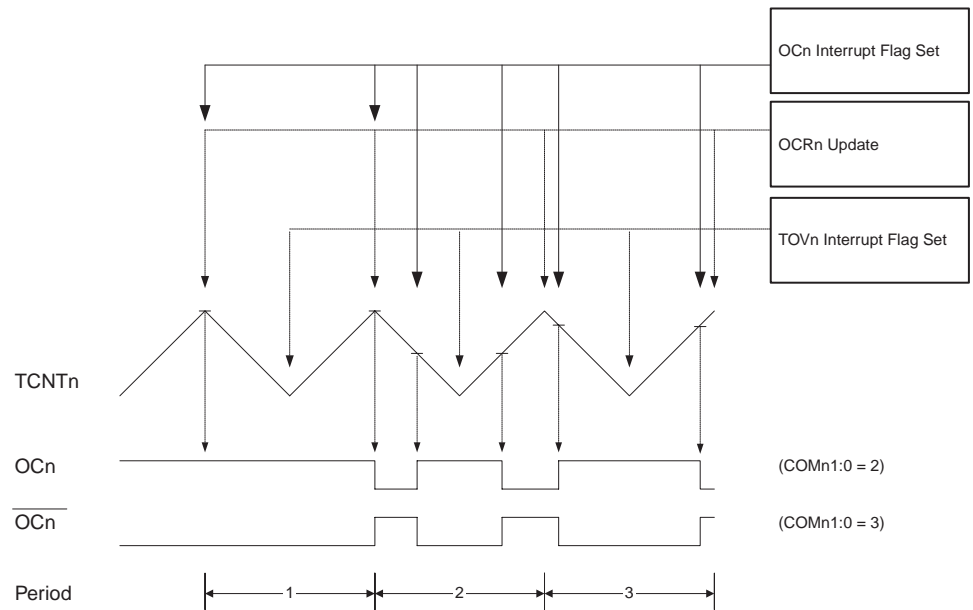 OCn Interrupt Flag Set
OCRn Update
TOVn Interrupt Flag Set
TCNTn
OCn (COMn1:0 = 2)
OCn (COMn1:0 = 3)
Period 1 2 3